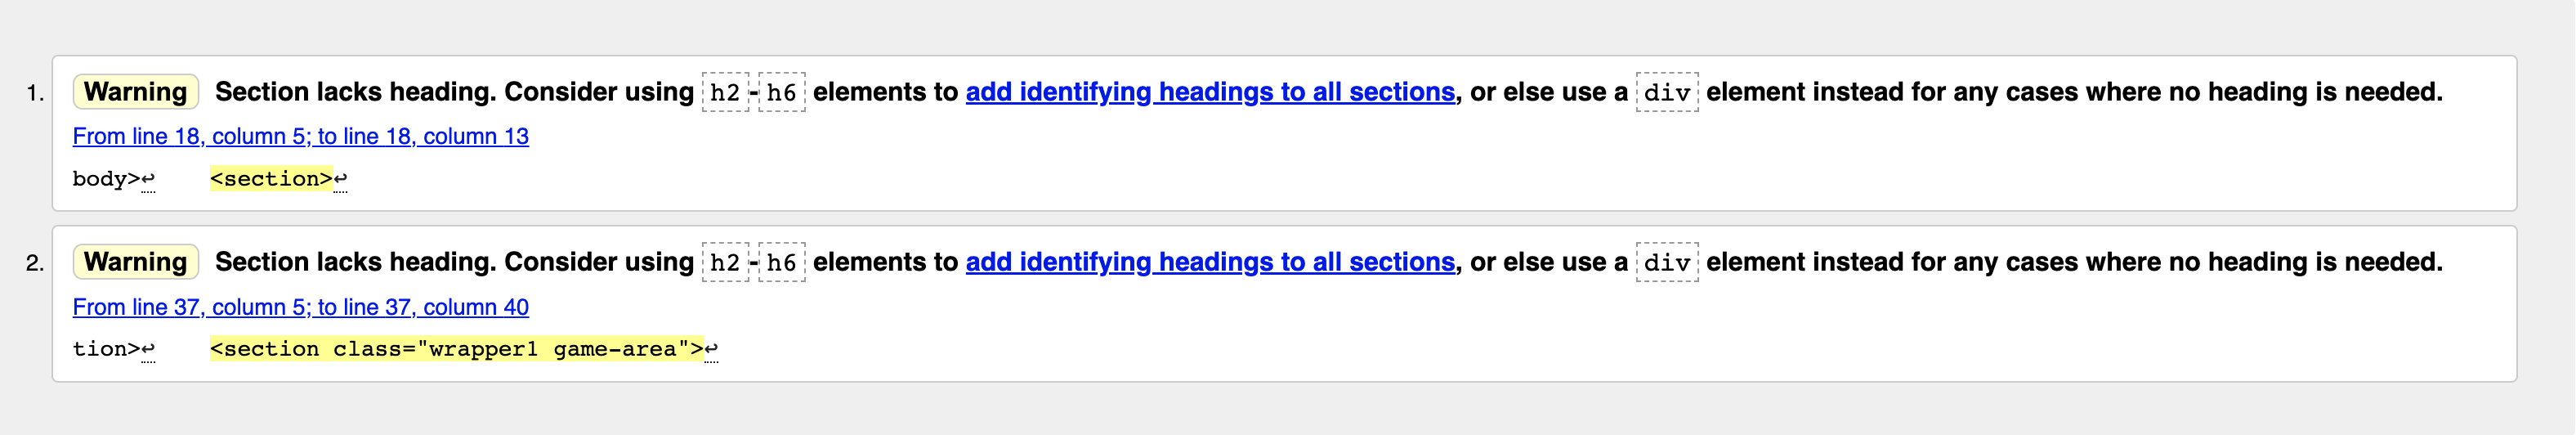 1. Warning Section lacks heading. Consider using h2-h6 elements to add identifying headings to all sections, or else use a div element instead for any cases where no heading is needed.
From line 18, column 5; to line 18, column 13
body>↩    <section>↩
2. Warning Section lacks heading. Consider using h2-h6 elements to add identifying headings to all sections, or else use a div element instead for any cases where no heading is needed.
From line 37, column 5; to line 37, column 40
tion>↩    <section class="wrapper1 game-area">↩